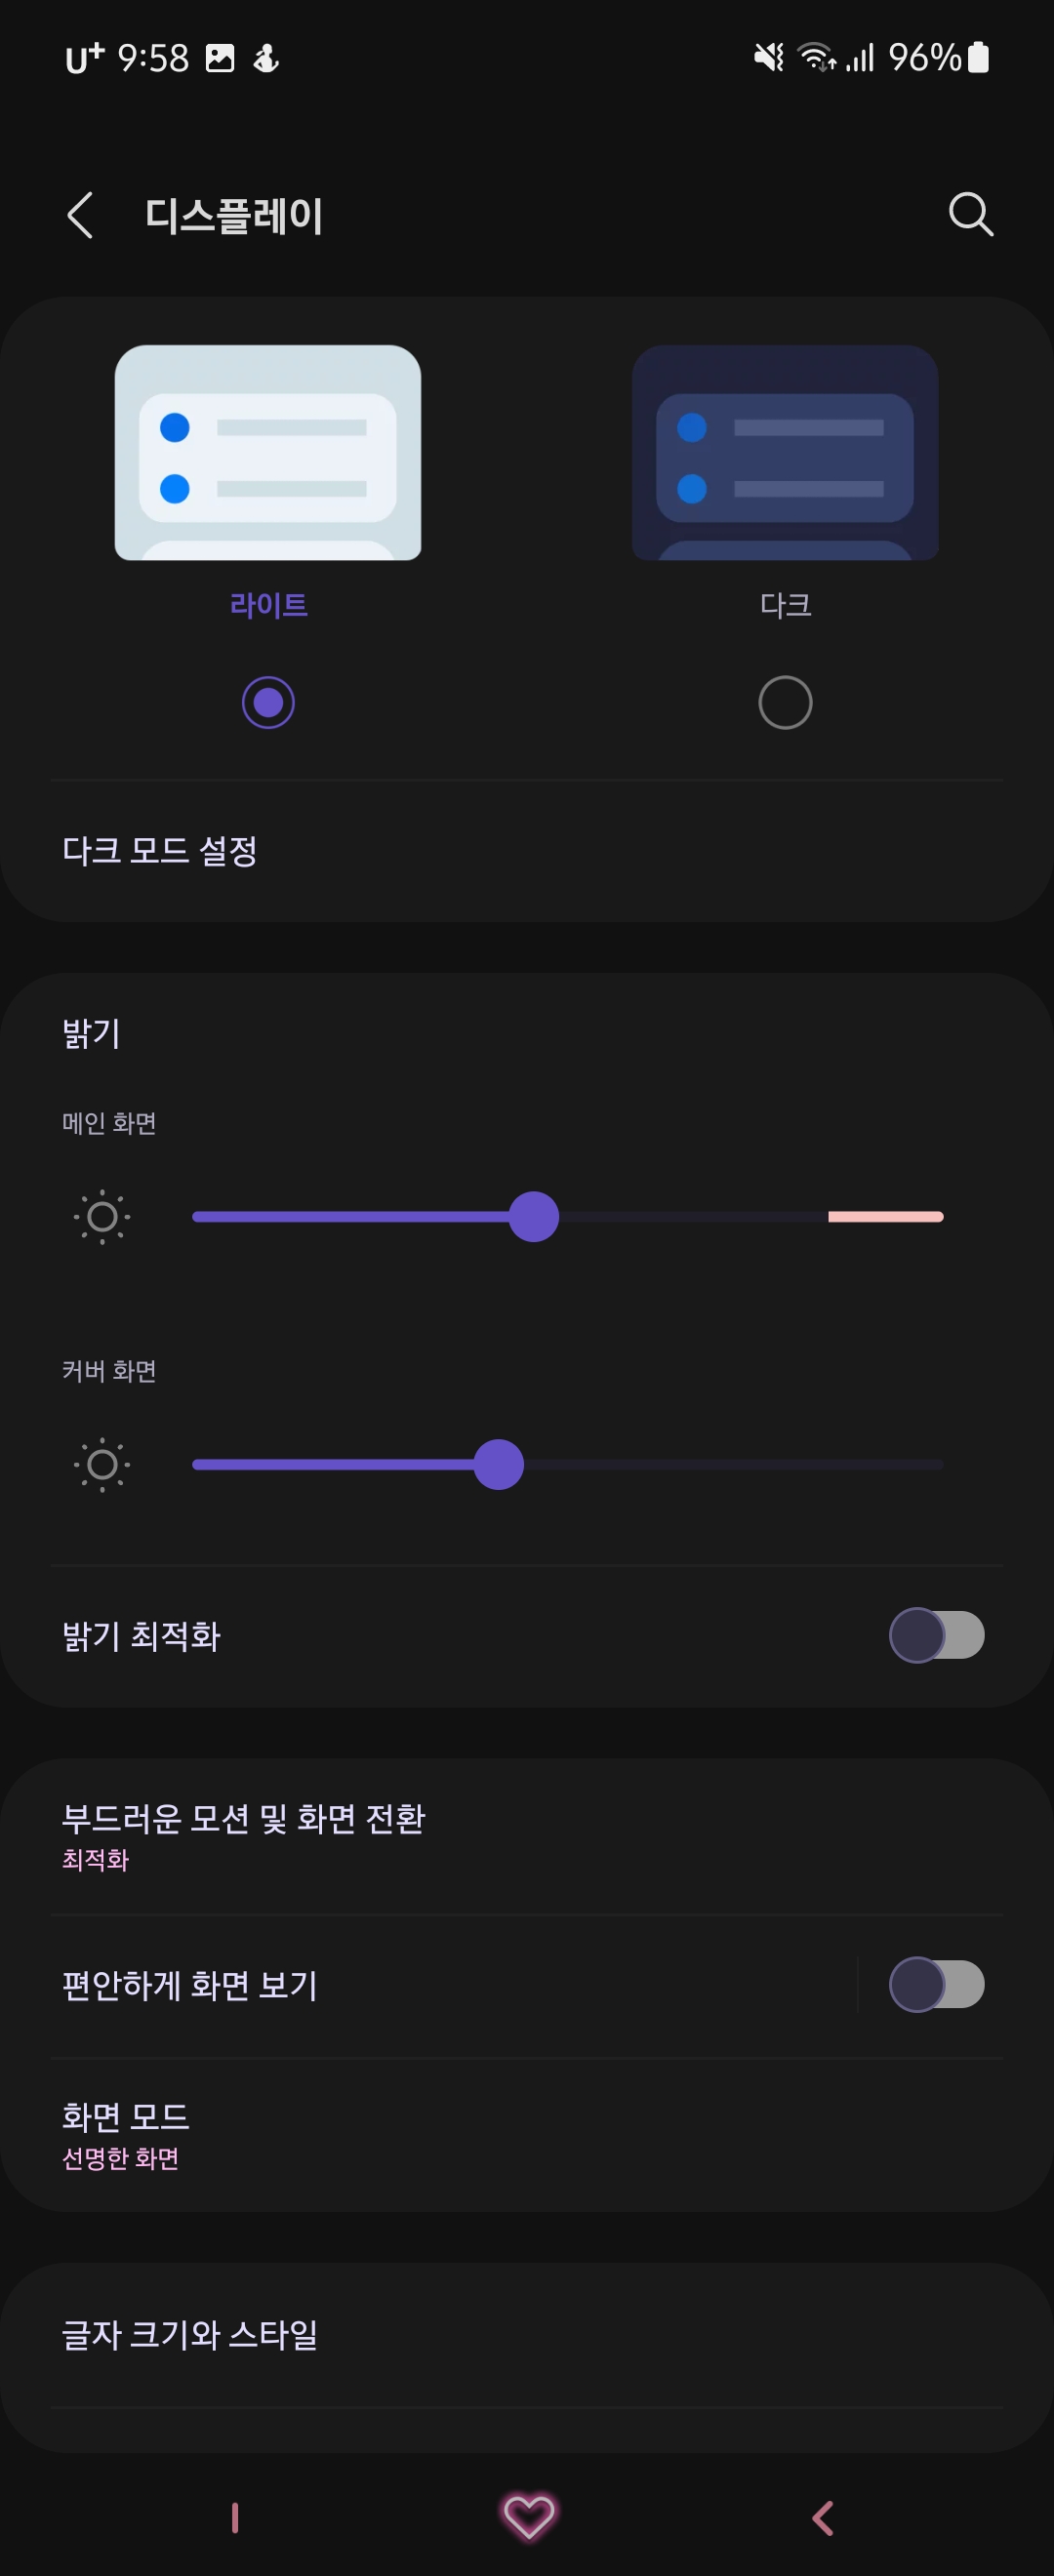 U+ 9:58 96%
디스플레이
라이트 다크
다크 모드 설정
밝기
메인 화면
커버 화면
밝기 최적화
부드러운 모션 및 화면 전환
최적화
편안하게 화면 보기
화면 모드
선명한 화면
글자 크기와 스타일